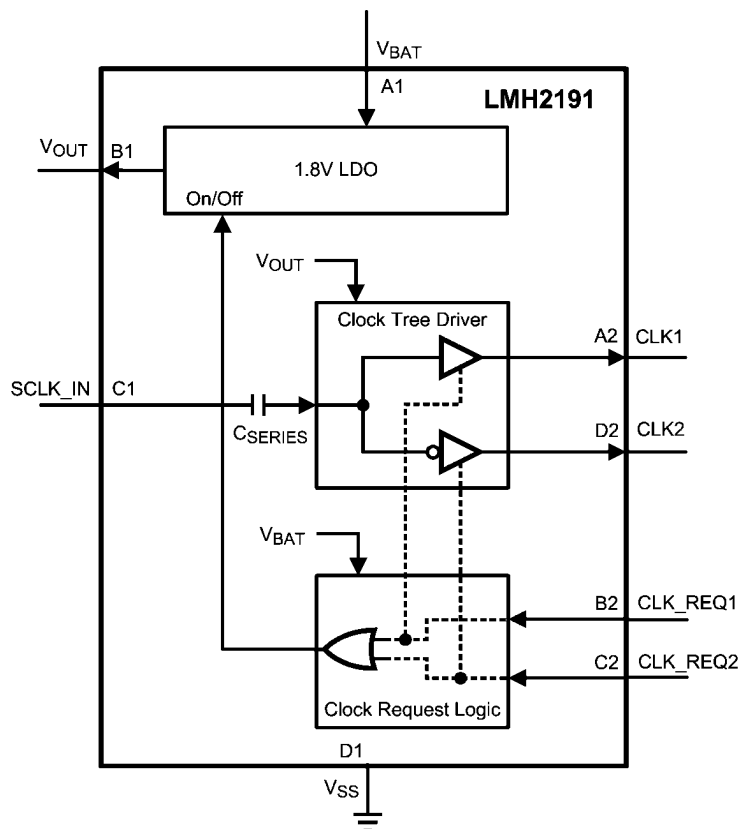 VBAT
A1
LMH2191
VOUT
B1
1.8V LDO
On/Off
VOUT
Clock Tree Driver
A2
CLK1
SCLK_IN
C1
CSERIES
D2
CLK2
VBAT
B2
CLK_REQ1
C2
CLK_REQ2
Clock Request Logic
D1
VSS